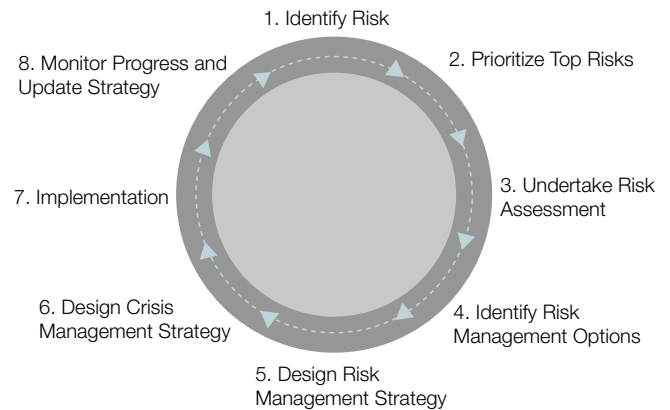 1. Identify Risk
2. Prioritize Top Risks
3. Undertake Risk
Assessment
4. Identify Risk
Management Options
5. Design Risk
Management Strategy
6. Design Crisis
Management Strategy
7. Implementation
8. Monitor Progress and
Update Strategy